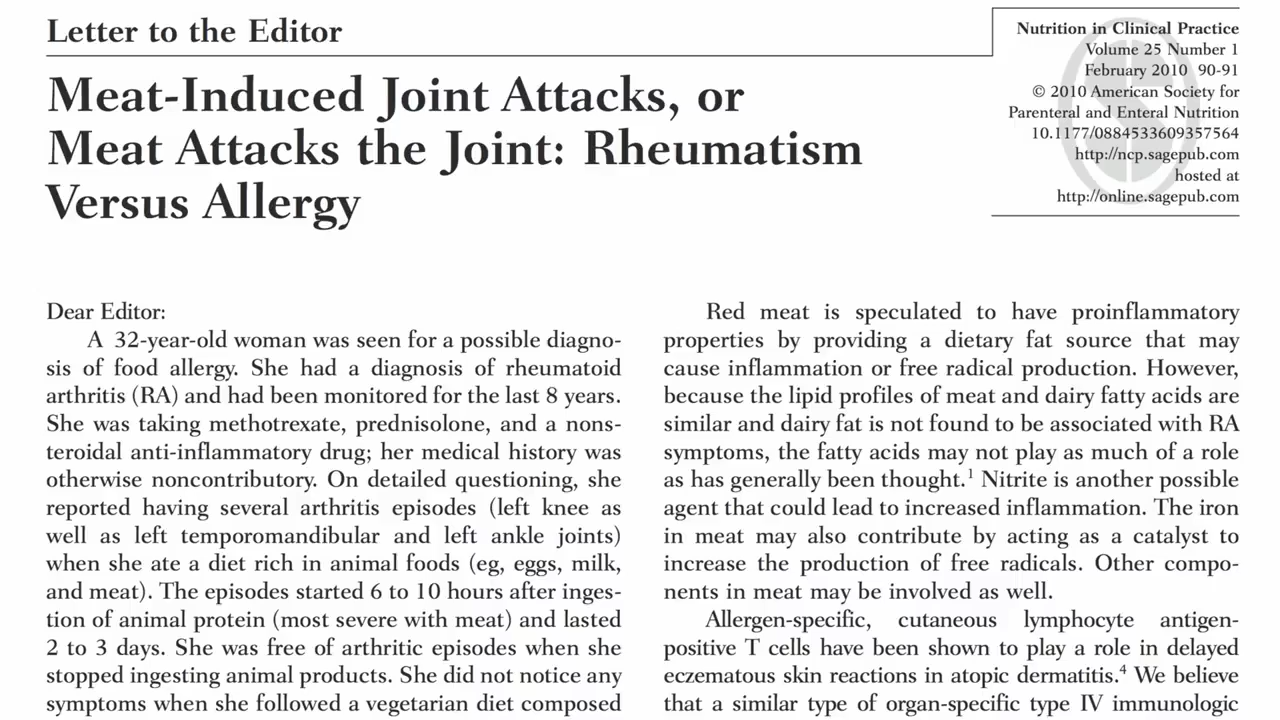 Letter to the Editor
Nutrition in Clinical Practice
Volume 25 Number 1
February 2010 90-91
© 2010 American Society for
Parenteral and Enteral Nutrition
10.1177/0884533609357564
http://ncp.sagepub.com
hosted at
http://online.sagepub.com
Meat-Induced Joint Attacks, or
Meat Attacks the Joint: Rheumatism
Versus Allergy
Dear Editor:
A 32-year-old woman was seen for a possible diagno-
sis of food allergy. She had a diagnosis of rheumatoid
arthritis (RA) and had been monitored for the last 8 years.
She was taking methotrexate, prednisolone, and a nons-
teroidal anti-inflammatory drug; her medical history was
otherwise noncontributory. On detailed questioning, she
reported having several arthritis episodes (left knee as
well as left temporomandibular and left ankle joints)
when she ate a diet rich in animal foods (eg, eggs, milk,
and meat). The episodes started 6 to 10 hours after inges-
tion of animal protein (most severe with meat) and lasted
2 to 3 days. She was free of arthritic episodes when she
stopped ingesting animal products. She did not notice any
symptoms when she followed a vegetarian diet composed
Red meat is speculated to have proinflammatory
properties by providing a dietary fat source that may
cause inflammation or free radical production. However,
because the lipid profiles of meat and dairy fatty acids are
similar and dairy fat is not found to be associated with RA
symptoms, the fatty acids may not play as much of a role
as has generally been thought.¹ Nitrite is another possible
agent that could lead to increased inflammation. The iron
in meat may also contribute by acting as a catalyst to
increase the production of free radicals. Other compo-
nents in meat may be involved as well.
Allergen-specific, cutaneous lymphocyte antigen-
positive T cells have been shown to play a role in delayed
eczematous skin reactions in atopic dermatitis.⁴ We believe
that a similar type of organ-specific type IV immunologic